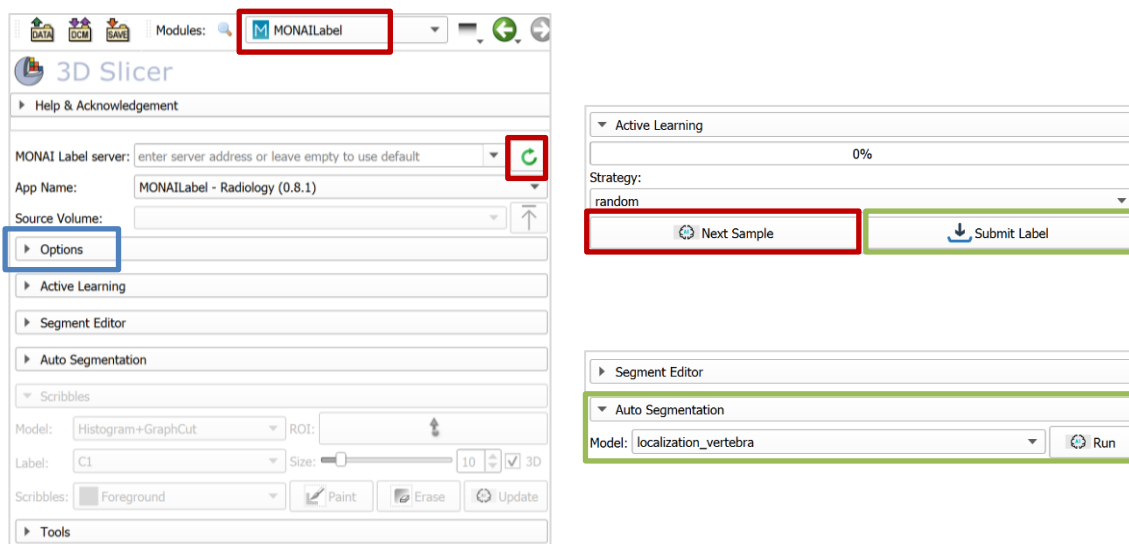 DATA DCM SAVE Modules: MONAILabel
3D Slicer
Help & Acknowledgement
MONAI Label server: enter server address or leave empty to use default
App Name: MONAILabel - Radiology (0.8.1)
Source Volume:
Options
Active Learning
Segment Editor
Auto Segmentation
Scribbles
Model: Histogram+GraphCut ROI:
Label: C1 Size: 10 3D
Scribbles: Foreground Paint Erase Update
Tools
Active Learning
0%
Strategy:
random
Next Sample Submit Label
Segment Editor
Auto Segmentation
Model: localization_vertebra Run